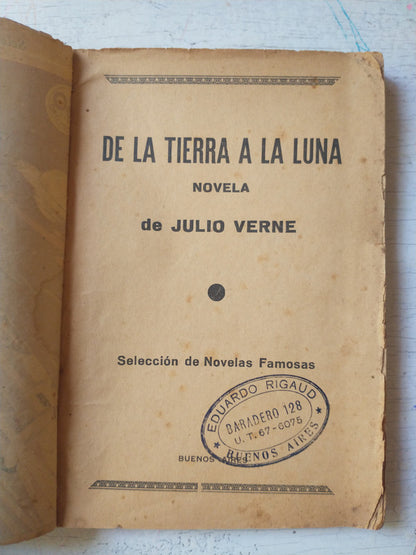 DE LA TIERRA A LA LUNA
NOVELA
de JULIO VERNE
Selección de Novelas Famosas
EDUARDO RIGAUD
BARADERO 128
U.T. 67-6075
★ BUENOS AIRES ★
BUENOS AIRES